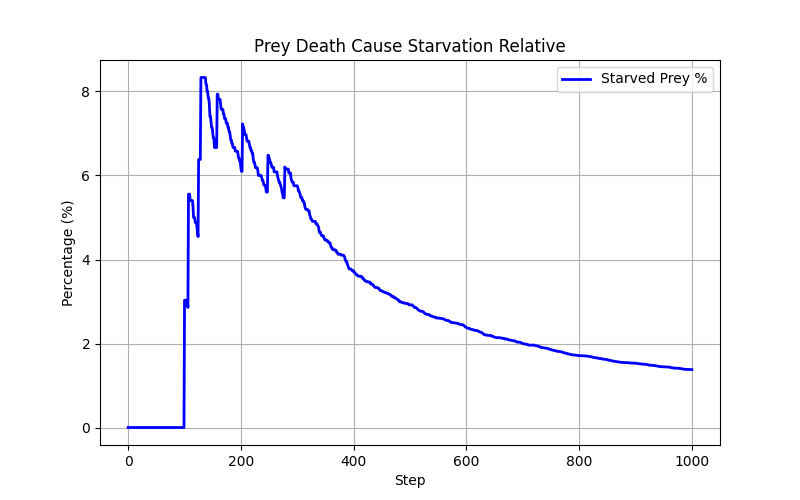 Prey Death Cause Starvation Relative
Starved Prey %
Percentage (%)
8
6
4
2
0
0 200 400 600 800 1000
Step